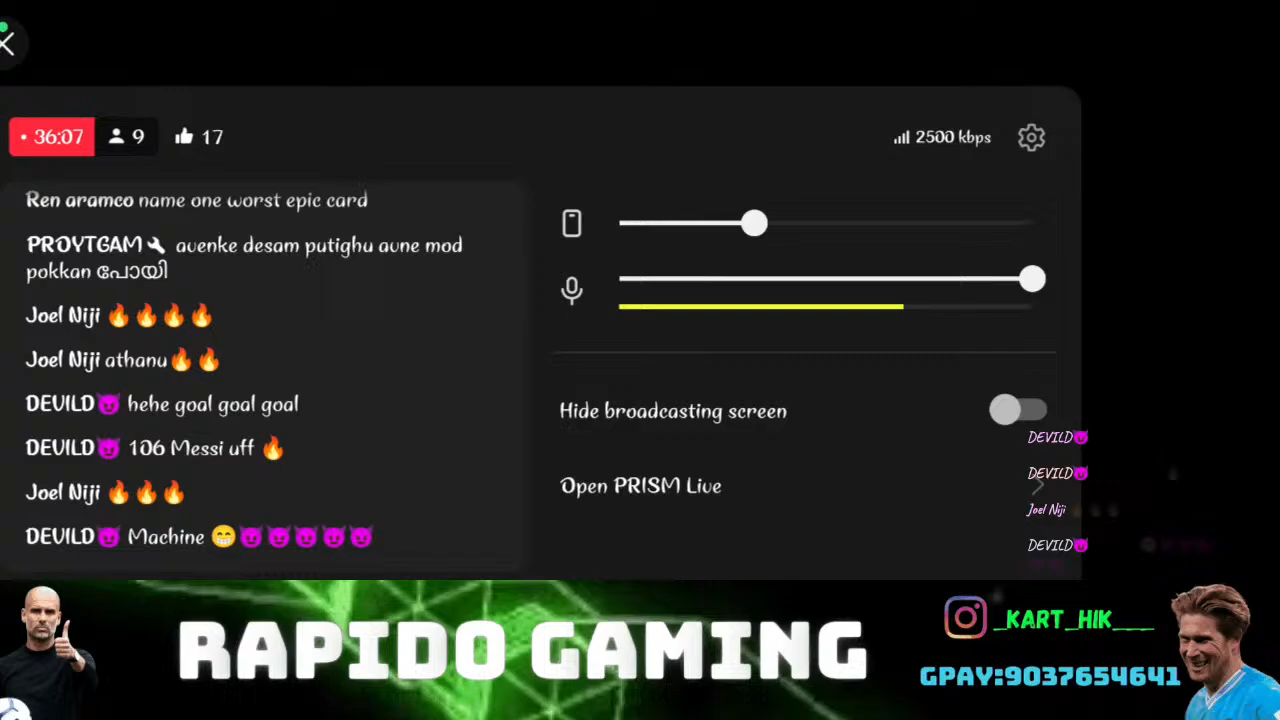 36:07 9 17
2500 kbps
Ren aramco name one worst epic card
PROYTGAM🔧 avenke desam putighu avne mod
pokkan പോയി
Joel Niji 🔥🔥🔥🔥
Joel Niji athanu🔥🔥
DEVILD😈 hehe goal goal goal
DEVILD😈 106 Messi uff 🔥
Joel Niji 🔥🔥🔥
DEVILD😈 Machine 😁😈😈😈😈😈
Hide broadcasting screen
Open PRISM Live
DEVILD😈
DEVILD😈
Joel Niji
DEVILD😈
RAPIDO GAMING
_KART_HIK___
GPAY:9037654641